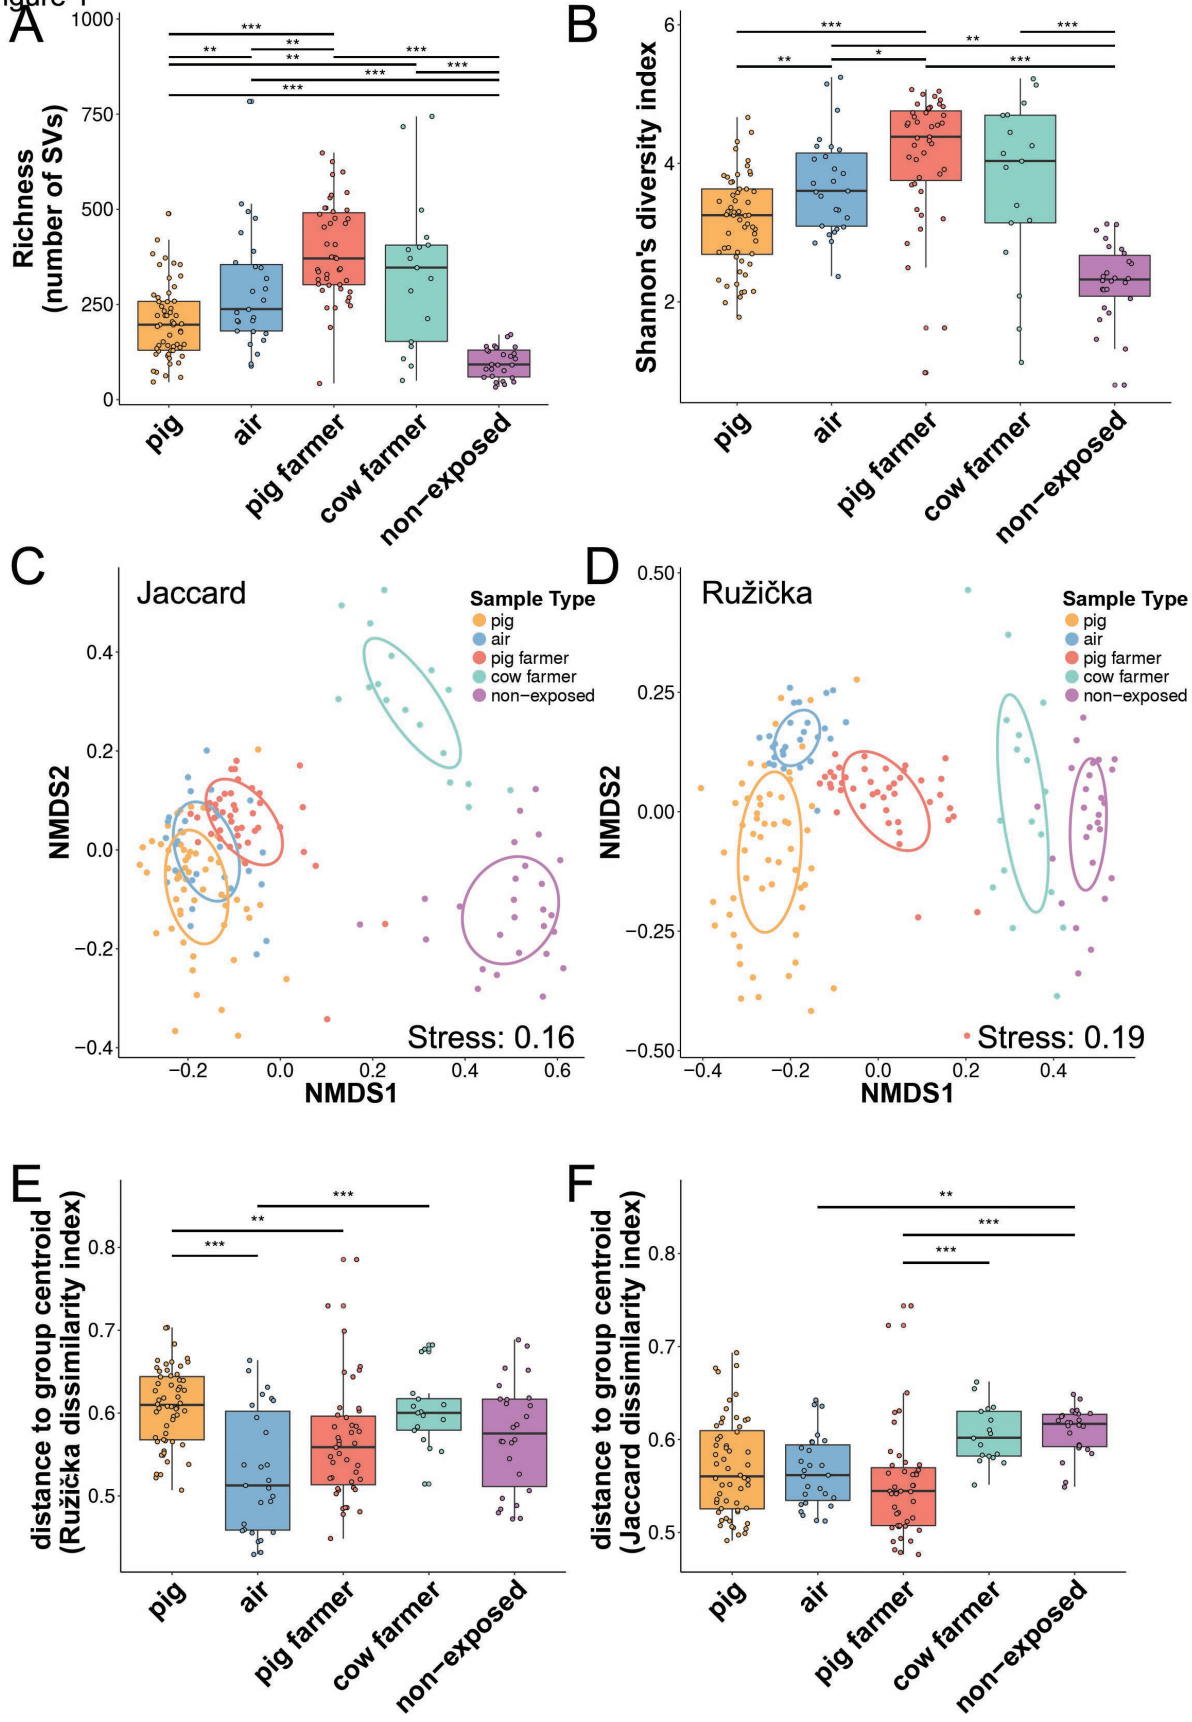 A
Richness
(number of SVs)
1000
750
500
250
0
***
**
**
***
**
***
***
***
pig
air
pig farmer
cow farmer
non−exposed
B
Shannon's diversity index
6
4
2
***
***
**
*
**
***
pig
air
pig farmer
cow farmer
non−exposed
C
Jaccard
NMDS2
0.4
0.2
0.0
−0.2
−0.4
Sample Type
pig
air
pig farmer
cow farmer
non−exposed
Stress: 0.16
−0.2
0.0
0.2
0.4
0.6
NMDS1
D
Ružička
NMDS2
0.50
0.25
0.00
−0.25
−0.50
Sample Type
pig
air
pig farmer
cow farmer
non−exposed
Stress: 0.19
−0.4
−0.2
0.0
0.2
0.4
NMDS1
E
distance to group centroid
(Ružička dissimilarity index)
0.8
0.7
0.6
0.5
***
**
***
pig
air
pig farmer
cow farmer
non−exposed
F
distance to group centroid
(Jaccard dissimilarity index)
0.8
0.7
0.6
0.5
**
***
***
pig
air
pig farmer
cow farmer
non−exposed